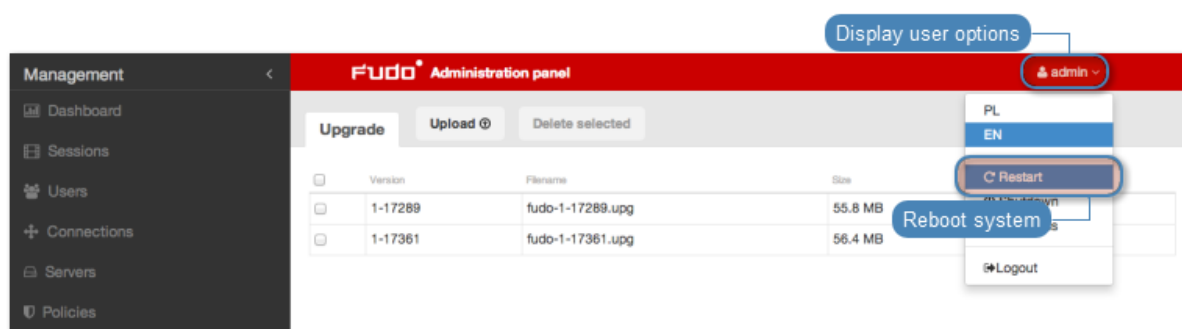 Display user options
Management
Fudo Administration panel
admin
Dashboard
Sessions
Users
Connections
Servers
Policies
Upgrade
Upload
Delete selected
PL
EN
Restart
Shutdown
Reboot system
Logout
Version Filename Size
1-17289 fudo-1-17289.upg 55.8 MB
1-17361 fudo-1-17361.upg 56.4 MB